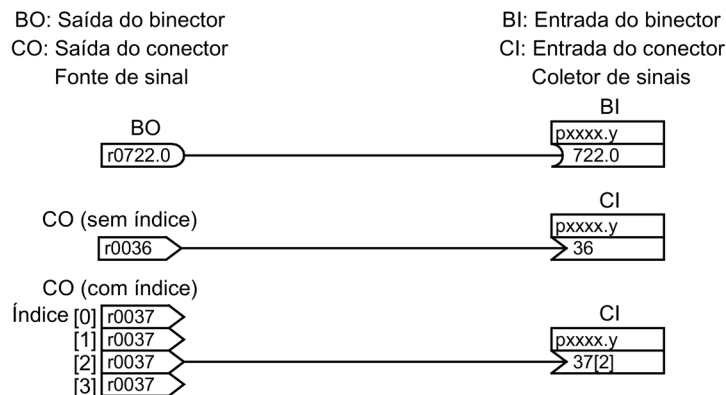 BO: Saída do binector
CO: Saída do conector
Fonte de sinal
BI: Entrada do binector
CI: Entrada do conector
Coletor de sinais
BO
r0722.0
BI
pxxxx.y
722.0
CO (sem índice)
r0036
CI
pxxxx.y
36
CO (com índice)
Índice [0] r0037
[1] r0037
[2] r0037
[3] r0037
CI
pxxxx.y
37[2]